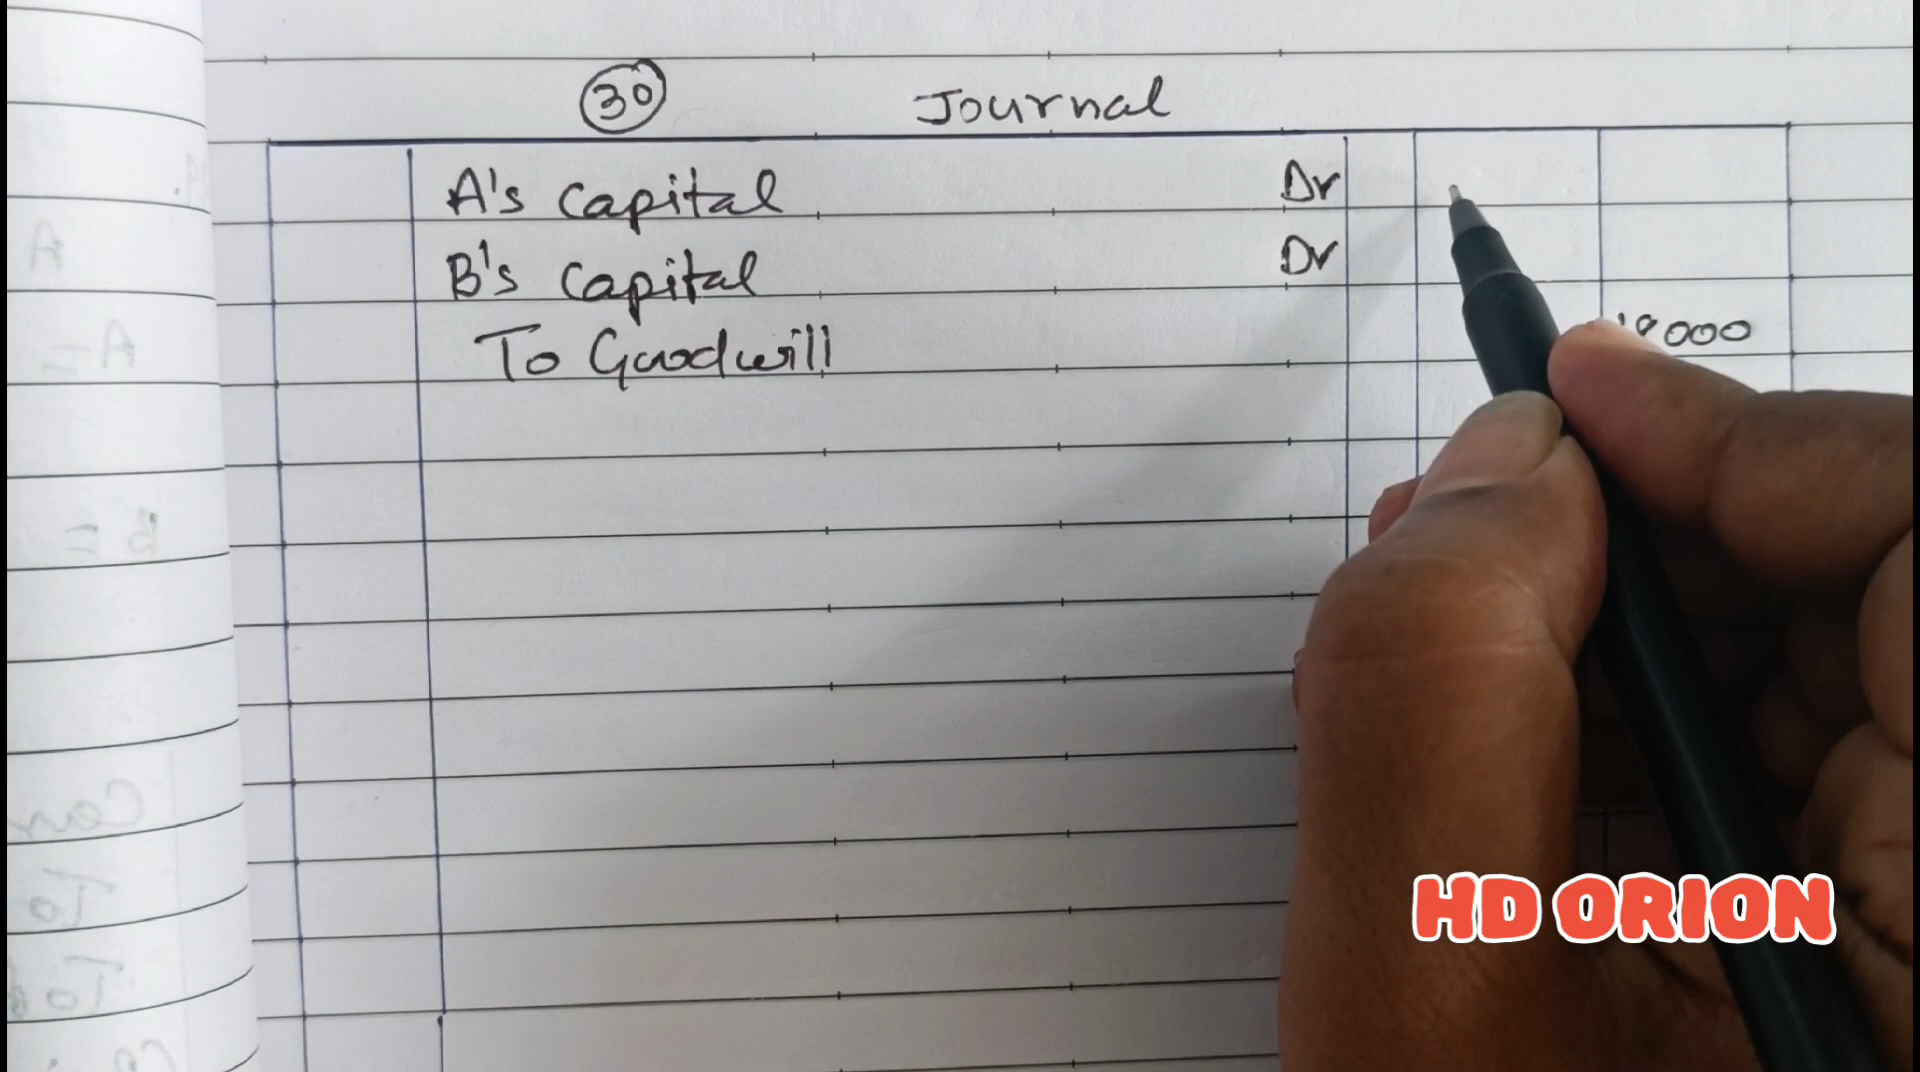 30 Journal
A's Capital Dr
B's Capital Dr
To Goodwill
HD ORION